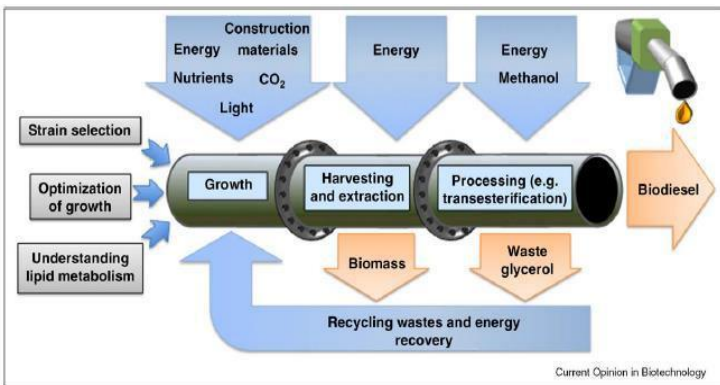 Construction
Energy materials
Nutrients CO₂
Light
Energy
Energy
Methanol
Strain selection
Optimization
of growth
Understanding
lipid metabolism
Growth
Harvesting
and extraction
Processing (e.g.
transesterification)
Biodiesel
Biomass
Waste
glycerol
Recycling wastes and energy
recovery
Current Opinion in Biotechnology